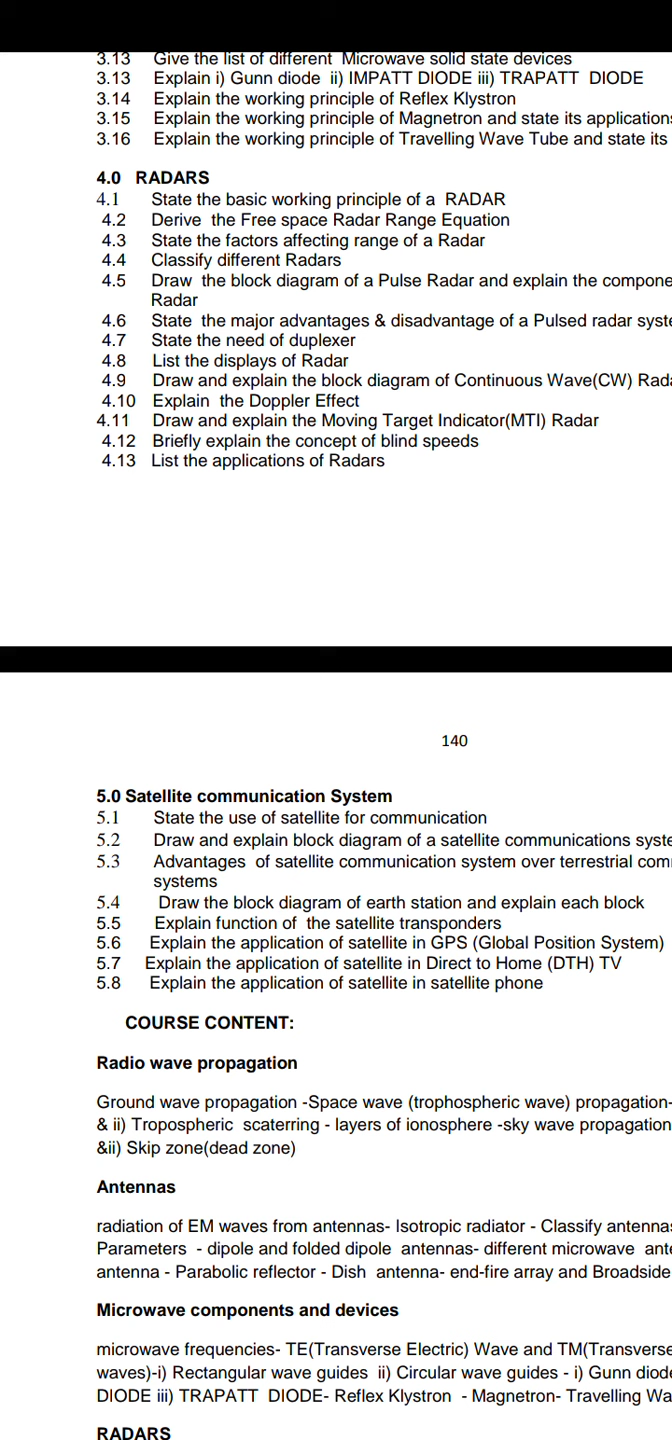 3.13 Give the list of different Microwave solid state devices
3.13 Explain i) Gunn diode ii) IMPATT DIODE iii) TRAPATT DIODE
3.14 Explain the working principle of Reflex Klystron
3.15 Explain the working principle of Magnetron and state its applications
3.16 Explain the working principle of Travelling Wave Tube and state its
4.0 RADARS
4.1 State the basic working principle of a RADAR
4.2 Derive the Free space Radar Range Equation
4.3 State the factors affecting range of a Radar
4.4 Classify different Radars
4.5 Draw the block diagram of a Pulse Radar and explain the compone
Radar
4.6 State the major advantages & disadvantage of a Pulsed radar syste
4.7 State the need of duplexer
4.8 List the displays of Radar
4.9 Draw and explain the block diagram of Continuous Wave(CW) Rada
4.10 Explain the Doppler Effect
4.11 Draw and explain the Moving Target Indicator(MTI) Radar
4.12 Briefly explain the concept of blind speeds
4.13 List the applications of Radars
140
5.0 Satellite communication System
5.1 State the use of satellite for communication
5.2 Draw and explain block diagram of a satellite communications syste
5.3 Advantages of satellite communication system over terrestrial com
systems
5.4 Draw the block diagram of earth station and explain each block
5.5 Explain function of the satellite transponders
5.6 Explain the application of satellite in GPS (Global Position System)
5.7 Explain the application of satellite in Direct to Home (DTH) TV
5.8 Explain the application of satellite in satellite phone
COURSE CONTENT:
Radio wave propagation
Ground wave propagation -Space wave (trophospheric wave) propagation-
& ii) Tropospheric scaterring - layers of ionosphere -sky wave propagation
&ii) Skip zone(dead zone)
Antennas
radiation of EM waves from antennas- Isotropic radiator - Classify antennas
Parameters - dipole and folded dipole antennas- different microwave ante
antenna - Parabolic reflector - Dish antenna- end-fire array and Broadside
Microwave components and devices
microwave frequencies- TE(Transverse Electric) Wave and TM(Transverse
waves)-i) Rectangular wave guides ii) Circular wave guides - i) Gunn diode
DIODE iii) TRAPATT DIODE- Reflex Klystron - Magnetron- Travelling Wa
RADARS